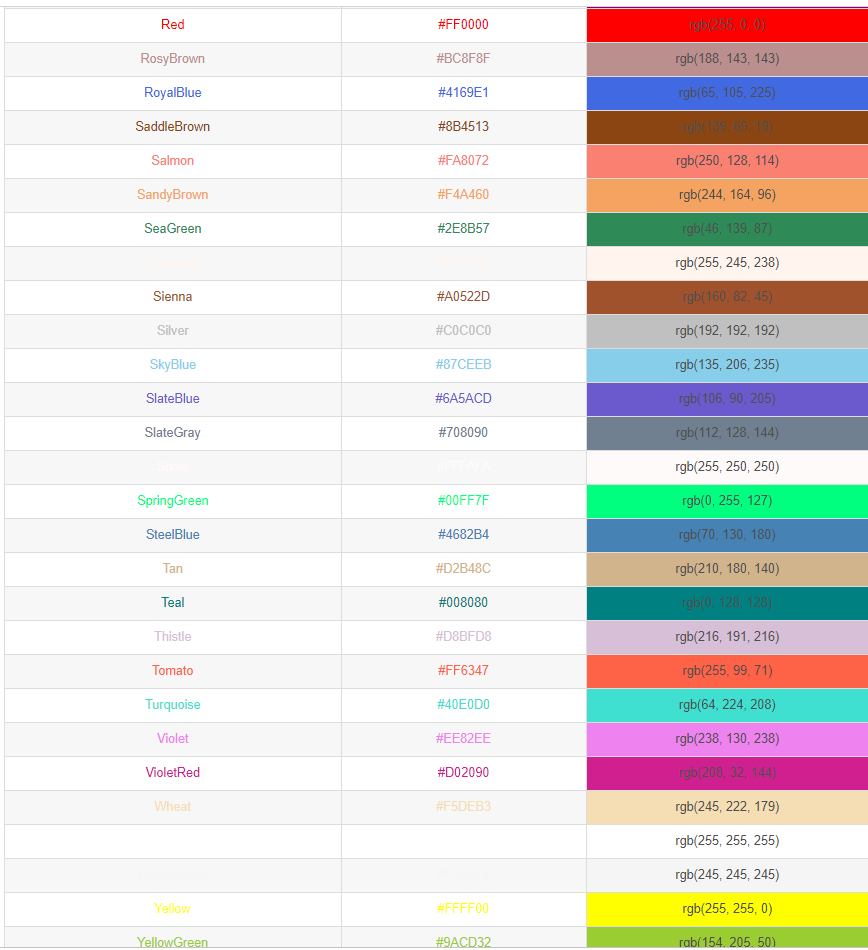 Red #FF0000 rgb(255, 0, 0)
RosyBrown #BC8F8F rgb(188, 143, 143)
RoyalBlue #4169E1 rgb(65, 105, 225)
SaddleBrown #8B4513 rgb(139, 69, 19)
Salmon #FA8072 rgb(250, 128, 114)
SandyBrown #F4A460 rgb(244, 164, 96)
SeaGreen #2E8B57 rgb(46, 139, 87)
rgb(255, 245, 238)
Sienna #A0522D rgb(160, 82, 45)
Silver #C0C0C0 rgb(192, 192, 192)
SkyBlue #87CEEB rgb(135, 206, 235)
SlateBlue #6A5ACD rgb(106, 90, 205)
SlateGray #708090 rgb(112, 128, 144)
Snow #FFFAFA rgb(255, 250, 250)
SpringGreen #00FF7F rgb(0, 255, 127)
SteelBlue #4682B4 rgb(70, 130, 180)
Tan #D2B48C rgb(210, 180, 140)
Teal #008080 rgb(0, 128, 128)
Thistle #D8BFD8 rgb(216, 191, 216)
Tomato #FF6347 rgb(255, 99, 71)
Turquoise #40E0D0 rgb(64, 224, 208)
Violet #EE82EE rgb(238, 130, 238)
VioletRed #D02090 rgb(208, 32, 144)
Wheat #F5DEB3 rgb(245, 222, 179)
rgb(255, 255, 255)
rgb(245, 245, 245)
Yellow #FFFF00 rgb(255, 255, 0)
YellowGreen #9ACD32 rgb(154, 205, 50)